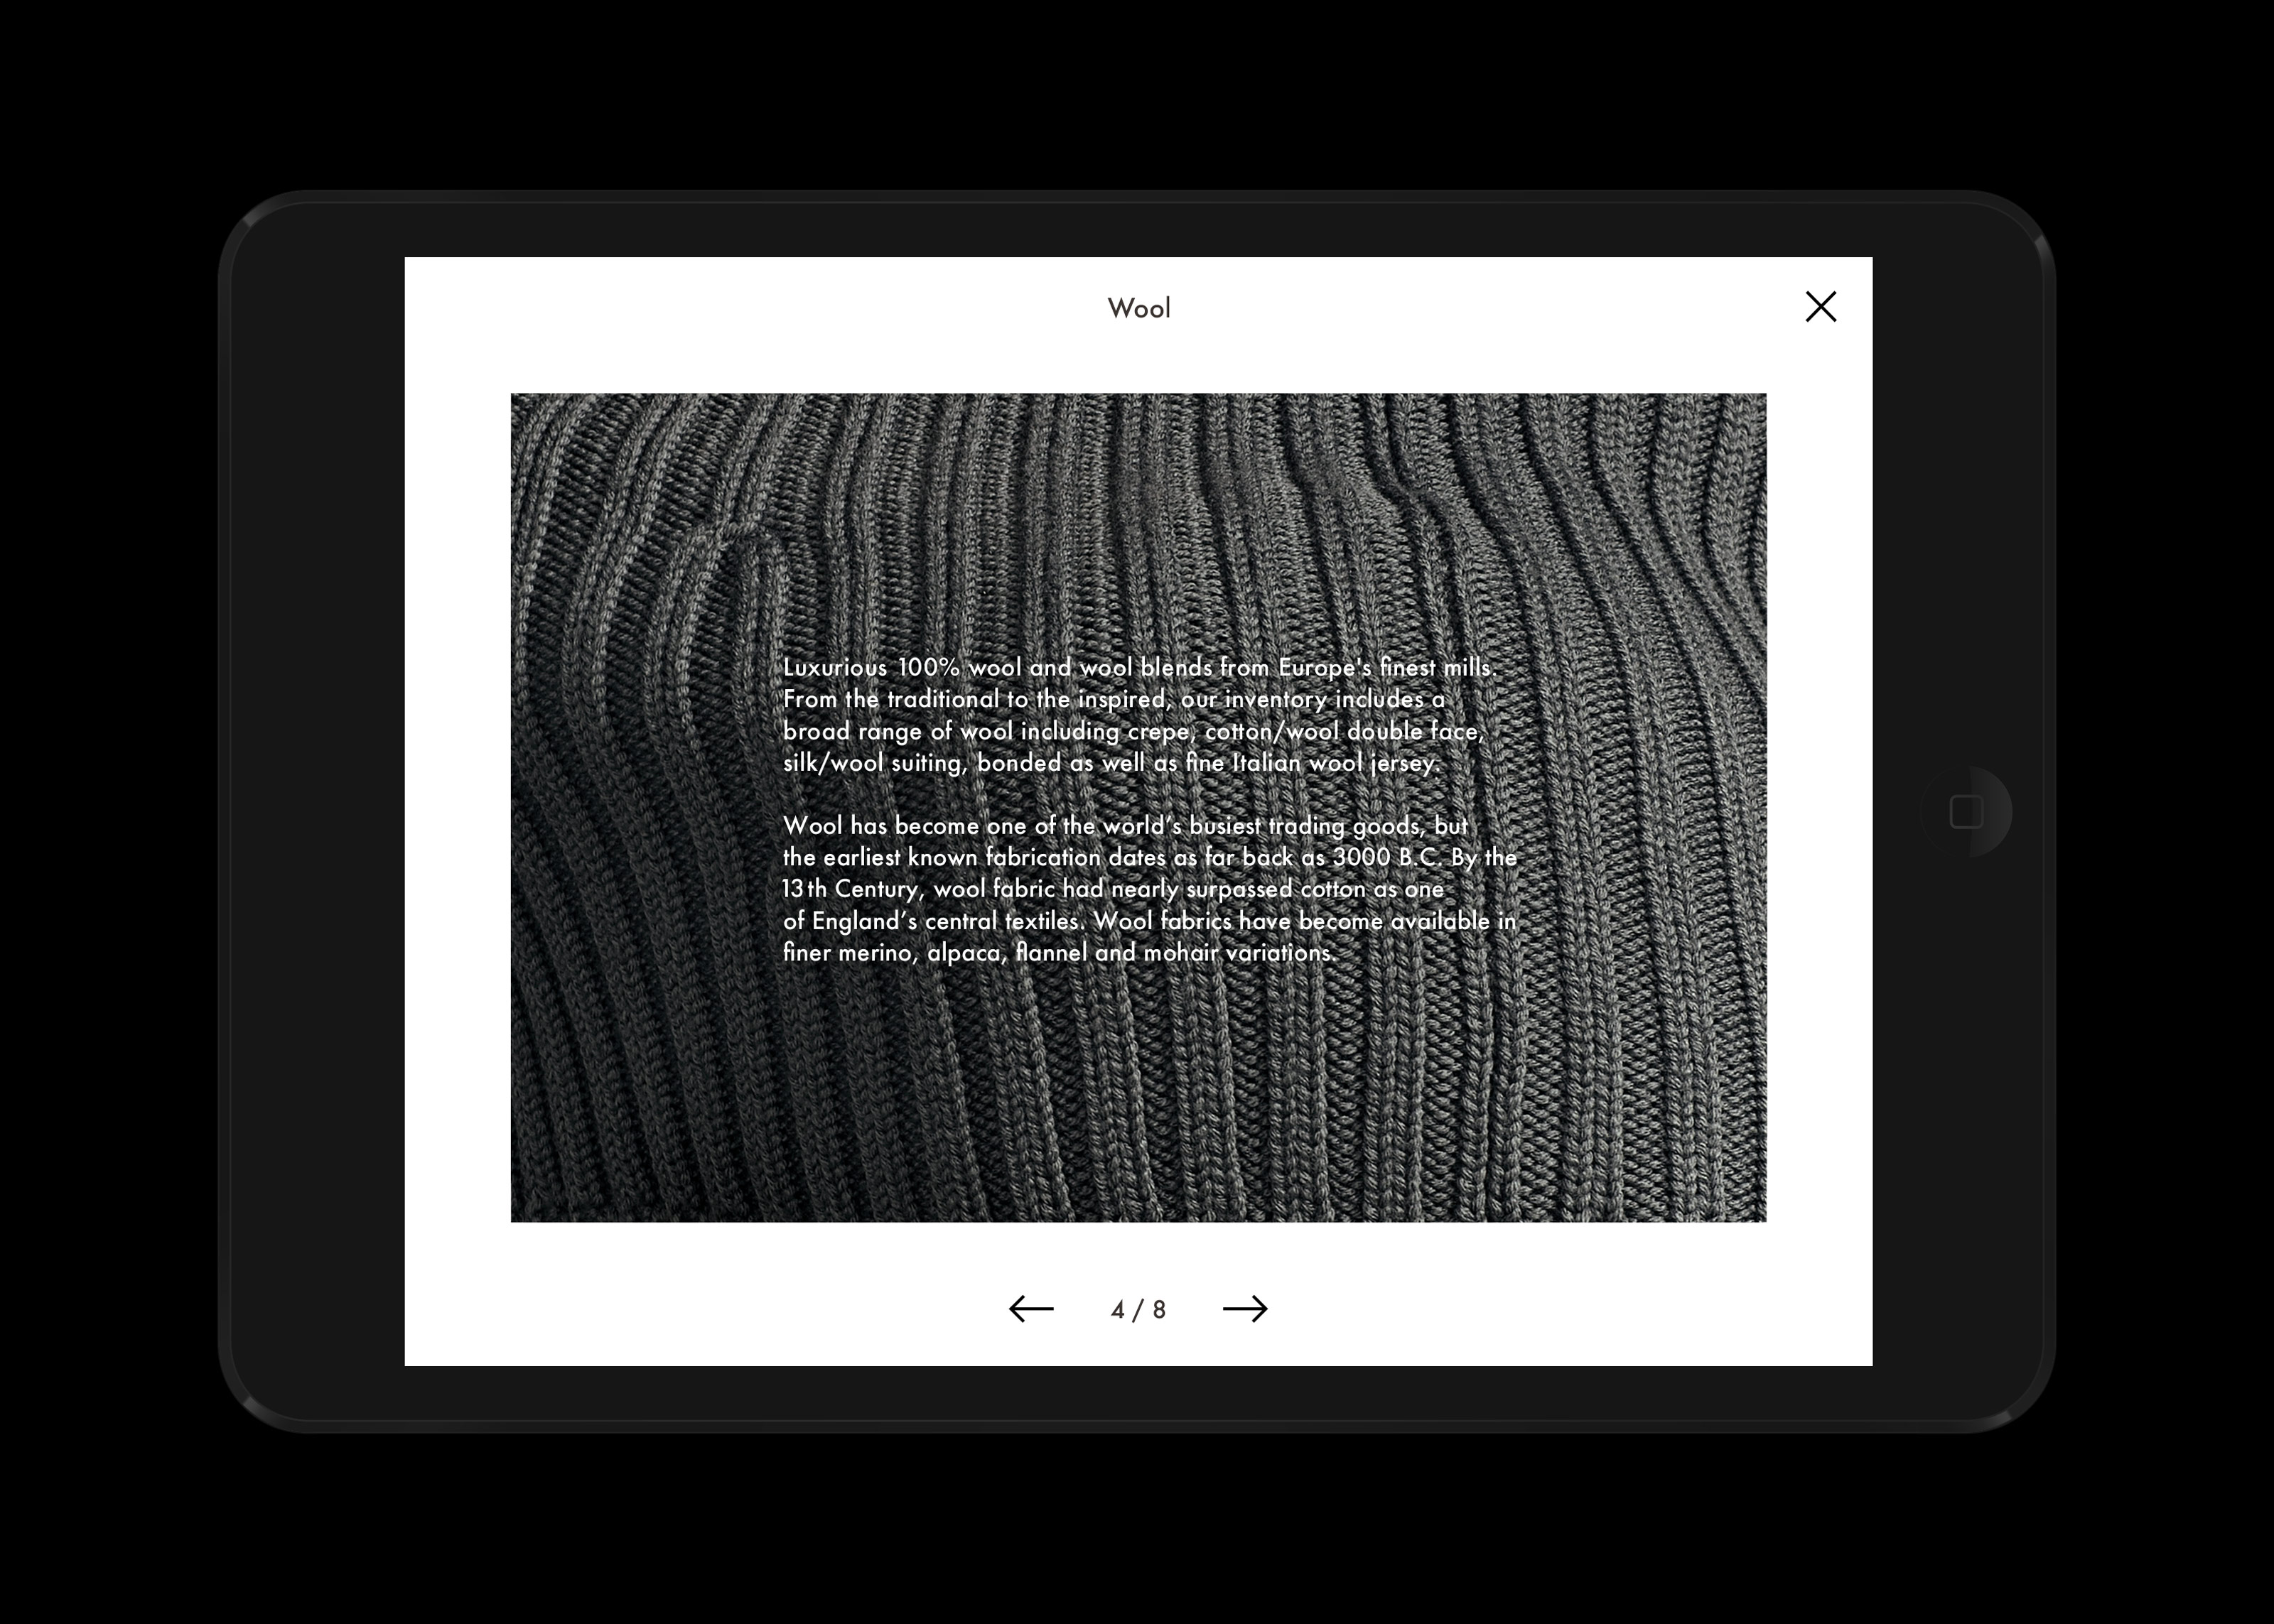 Wool
Luxurious 100% wool and wool blends from Europe's finest mills.
From the traditional to the inspired, our inventory includes a
broad range of wool including crepe, cotton/wool double face,
silk/wool suiting, bonded as well as fine Italian wool jersey.
Wool has become one of the world’s busiest trading goods, but
the earliest known fabrication dates as far back as 3000 B.C. By the
13th Century, wool fabric had nearly surpassed cotton as one
of England’s central textiles. Wool fabrics have become available in
finer merino, alpaca, flannel and mohair variations.
4 / 8